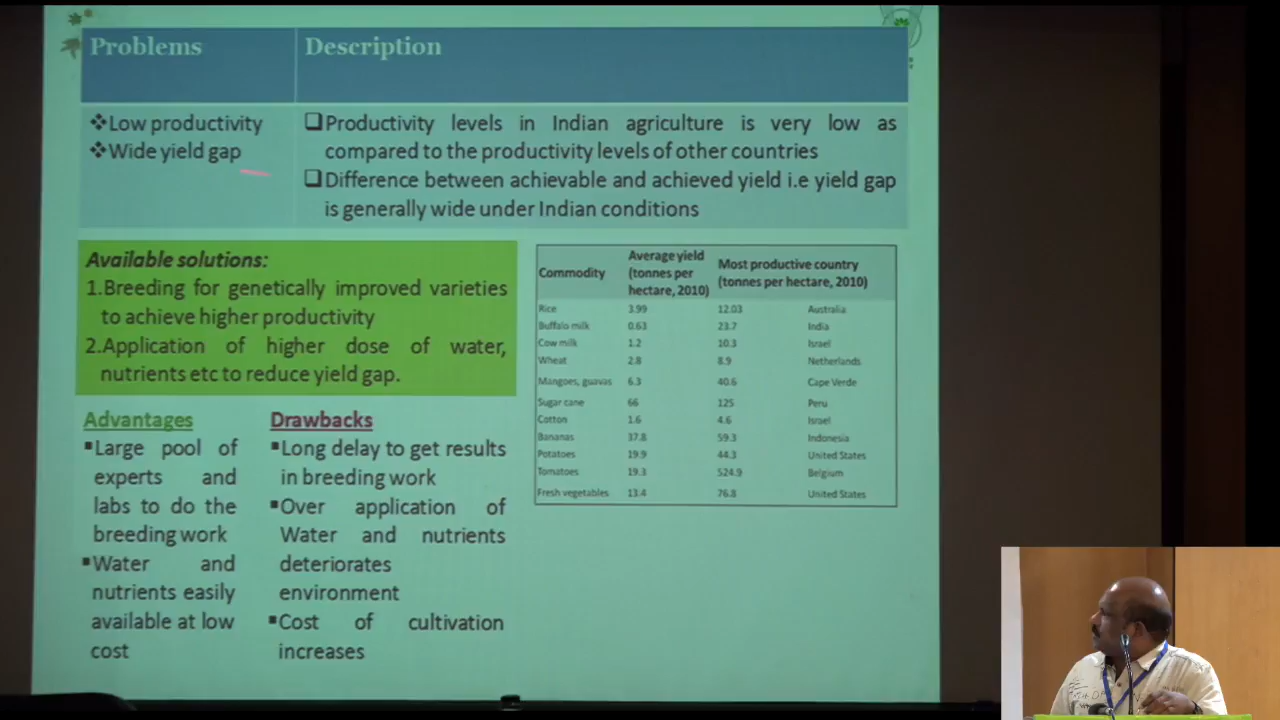 Problems Description
❖Low productivity
❖Wide yield gap
❑Productivity levels in Indian agriculture is very low as
compared to the productivity levels of other countries
❑Difference between achievable and achieved yield i.e yield gap
is generally wide under Indian conditions
Available solutions:
1.Breeding for genetically improved varieties
to achieve higher productivity
2.Application of higher dose of water,
nutrients etc to reduce yield gap.
Advantages
▪Large pool of
experts and
labs to do the
breeding work
▪Water and
nutrients easily
available at low
cost
Drawbacks
▪Long delay to get results
in breeding work
▪Over application of
Water and nutrients
deteriorates
environment
▪Cost of cultivation
increases
Commodity Average yield (tonnes per hectare, 2010) Most productive country (tonnes per hectare, 2010)
Rice 3.99 12.03 Australia
Buffalo milk 0.63 23.7 India
Cow milk 1.2 10.3 Israel
Wheat 2.8 8.9 Netherlands
Mangoes, guavas 6.3 40.6 Cape Verde
Sugar cane 66 125 Peru
Cotton 1.6 4.6 Israel
Bananas 37.8 59.3 Indonesia
Potatoes 19.9 44.3 United States
Tomatoes 19.3 524.9 Belgium
Fresh vegetables 13.4 76.8 United States